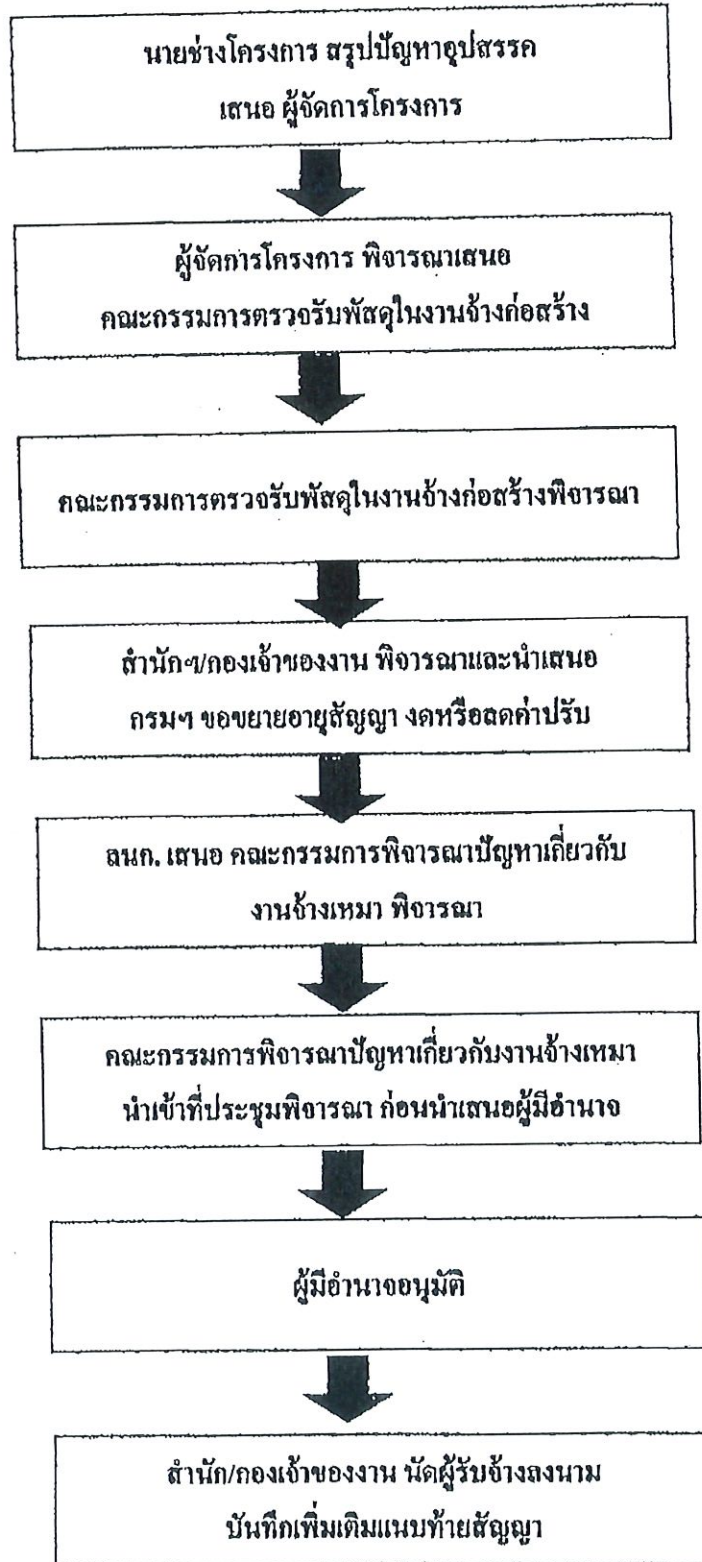 นายช่างโครงการ สรุปปัญหาอุปสรรค
เสนอ ผู้จัดการโครงการ
ผู้จัดการโครงการ พิจารณาเสนอ
คณะกรรมการตรวจรับพัสดุในงานจ้างก่อสร้าง
คณะกรรมการตรวจรับพัสดุในงานจ้างก่อสร้างพิจารณา
สำนักฯ/กองเจ้าของงาน พิจารณาและนำเสนอ
กรมฯ ขอขยายอายุสัญญา งดหรือลดค่าปรับ
ลนก. เสนอ คณะกรรมการพิจารณาปัญหาเกี่ยวกับ
งานจ้างเหมา พิจารณา
คณะกรรมการพิจารณาปัญหาเกี่ยวกับงานจ้างเหมา
นำเข้าที่ประชุมพิจารณา ก่อนนำเสนอผู้มีอำนาจ
ผู้มีอำนาจอนุมัติ
สำนัก/กองเจ้าของงาน นัดผู้รับจ้างลงนาม
บันทึกเพิ่มเติมแนบท้ายสัญญา